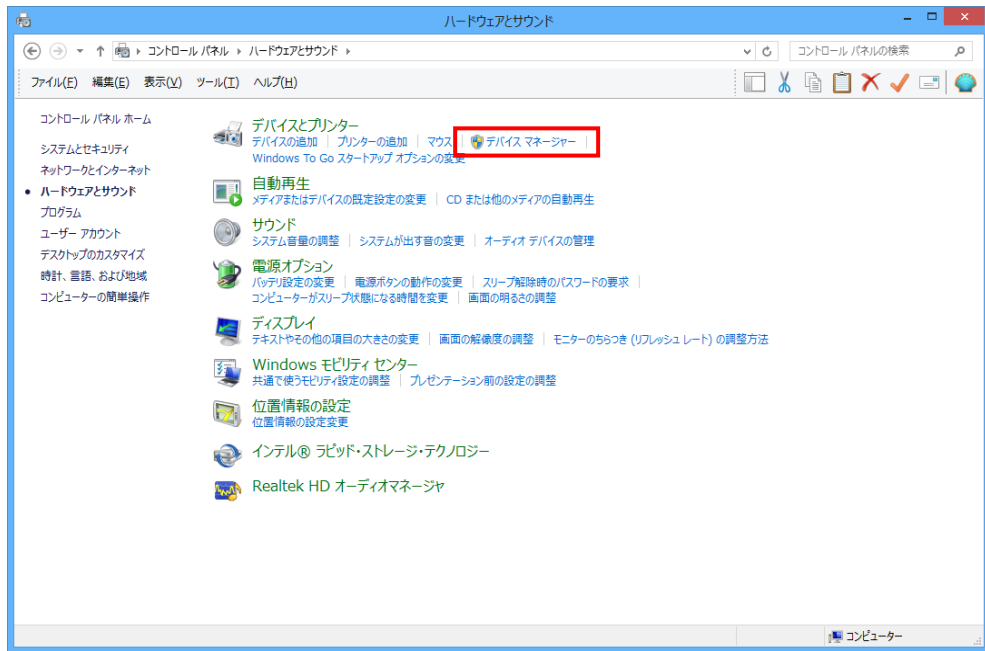 ハードウェアとサウンド
コントロール パネル ハードウェアとサウンド
コントロール パネルの検索
ファイル(F) 編集(E) 表示(V) ツール(T) ヘルプ(H)
コントロール パネル ホーム
システムとセキュリティ
ネットワークとインターネット
ハードウェアとサウンド
プログラム
ユーザー アカウント
デスクトップのカスタマイズ
時計、言語、および地域
コンピューターの簡単操作
デバイスとプリンター
デバイスの追加 プリンターの追加 マウス デバイス マネージャー
Windows To Go スタートアップ オプションの変更
自動再生
メディアまたはデバイスの既定設定の変更 CD または他のメディアの自動再生
サウンド
システム音量の調整 システムが出す音の変更 オーディオ デバイスの管理
電源オプション
バッテリ設定の変更 電源ボタンの動作の変更 スリープ解除時のパスワードの要求
コンピューターがスリープ状態になる時間を変更 画面の明るさの調整
ディスプレイ
テキストやその他の項目の大きさの変更 画面の解像度の調整 モニターのちらつき (リフレッシュ レート) の調整方法
Windows モビリティ センター
共通で使うモビリティ設定の調整 プレゼンテーション前の設定の調整
位置情報の設定
位置情報の設定変更
インテル® ラピッド・ストレージ・テクノロジー
Realtek HD オーディオマネージャ
コンピューター